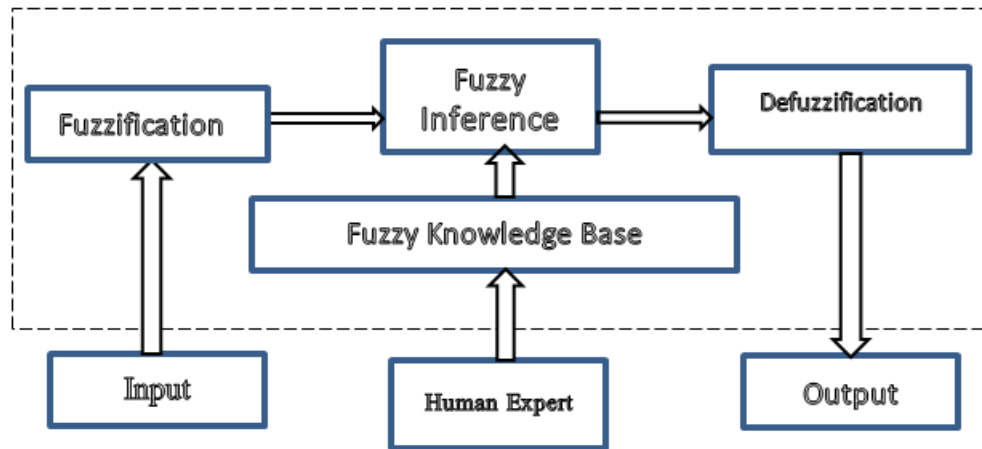 Fuzzification
Fuzzy
Inference
Defuzzification
Fuzzy Knowledge Base
Input
Human Expert
Output